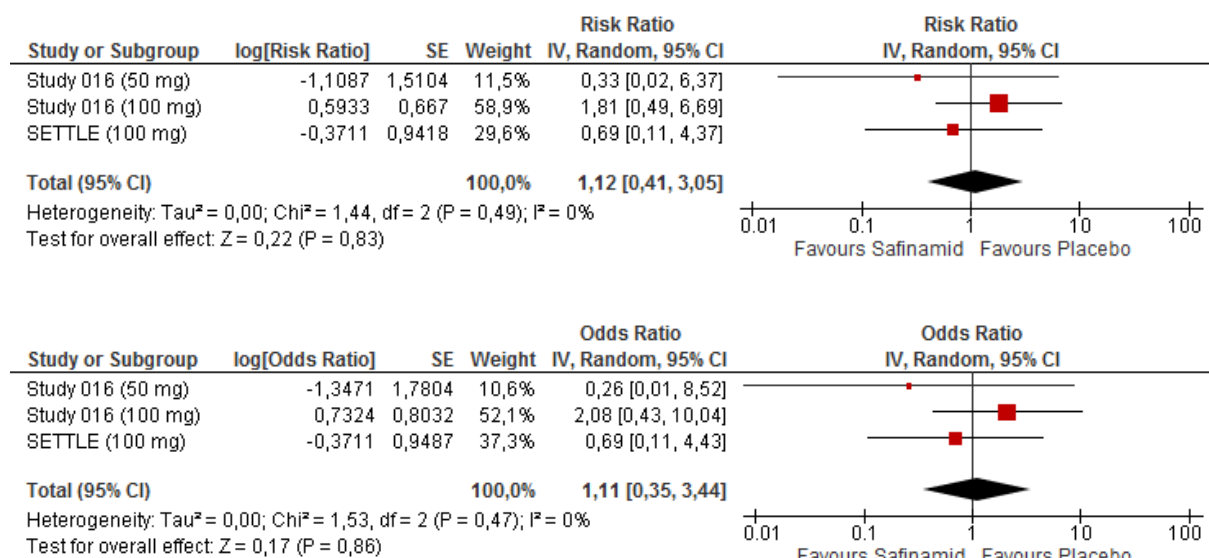 Risk Ratio Risk Ratio
Study or Subgroup log[Risk Ratio] SE Weight IV, Random, 95% CI IV, Random, 95% CI
Study 016 (50 mg) -1,1087 1,5104 11,5% 0,33 [0,02, 6,37]
Study 016 (100 mg) 0,5933 0,667 58,9% 1,81 [0,49, 6,69]
SETTLE (100 mg) -0,3711 0,9418 29,6% 0,69 [0,11, 4,37]
Total (95% CI) 100,0% 1,12 [0,41, 3,05]
Heterogeneity: Tau² = 0,00; Chi² = 1,44, df = 2 (P = 0,49); I² = 0%
Test for overall effect: Z = 0,22 (P = 0,83)
0.01 0.1 1 10 100
Favours Safinamid Favours Placebo
Odds Ratio Odds Ratio
Study or Subgroup log[Odds Ratio] SE Weight IV, Random, 95% CI IV, Random, 95% CI
Study 016 (50 mg) -1,3471 1,7804 10,6% 0,26 [0,01, 8,52]
Study 016 (100 mg) 0,7324 0,8032 52,1% 2,08 [0,43, 10,04]
SETTLE (100 mg) -0,3711 0,9487 37,3% 0,69 [0,11, 4,43]
Total (95% CI) 100,0% 1,11 [0,35, 3,44]
Heterogeneity: Tau² = 0,00; Chi² = 1,53, df = 2 (P = 0,47); I² = 0%
Test for overall effect: Z = 0,17 (P = 0,86)
0.01 0.1 1 10 100
Favours Safinamid Favours Placebo